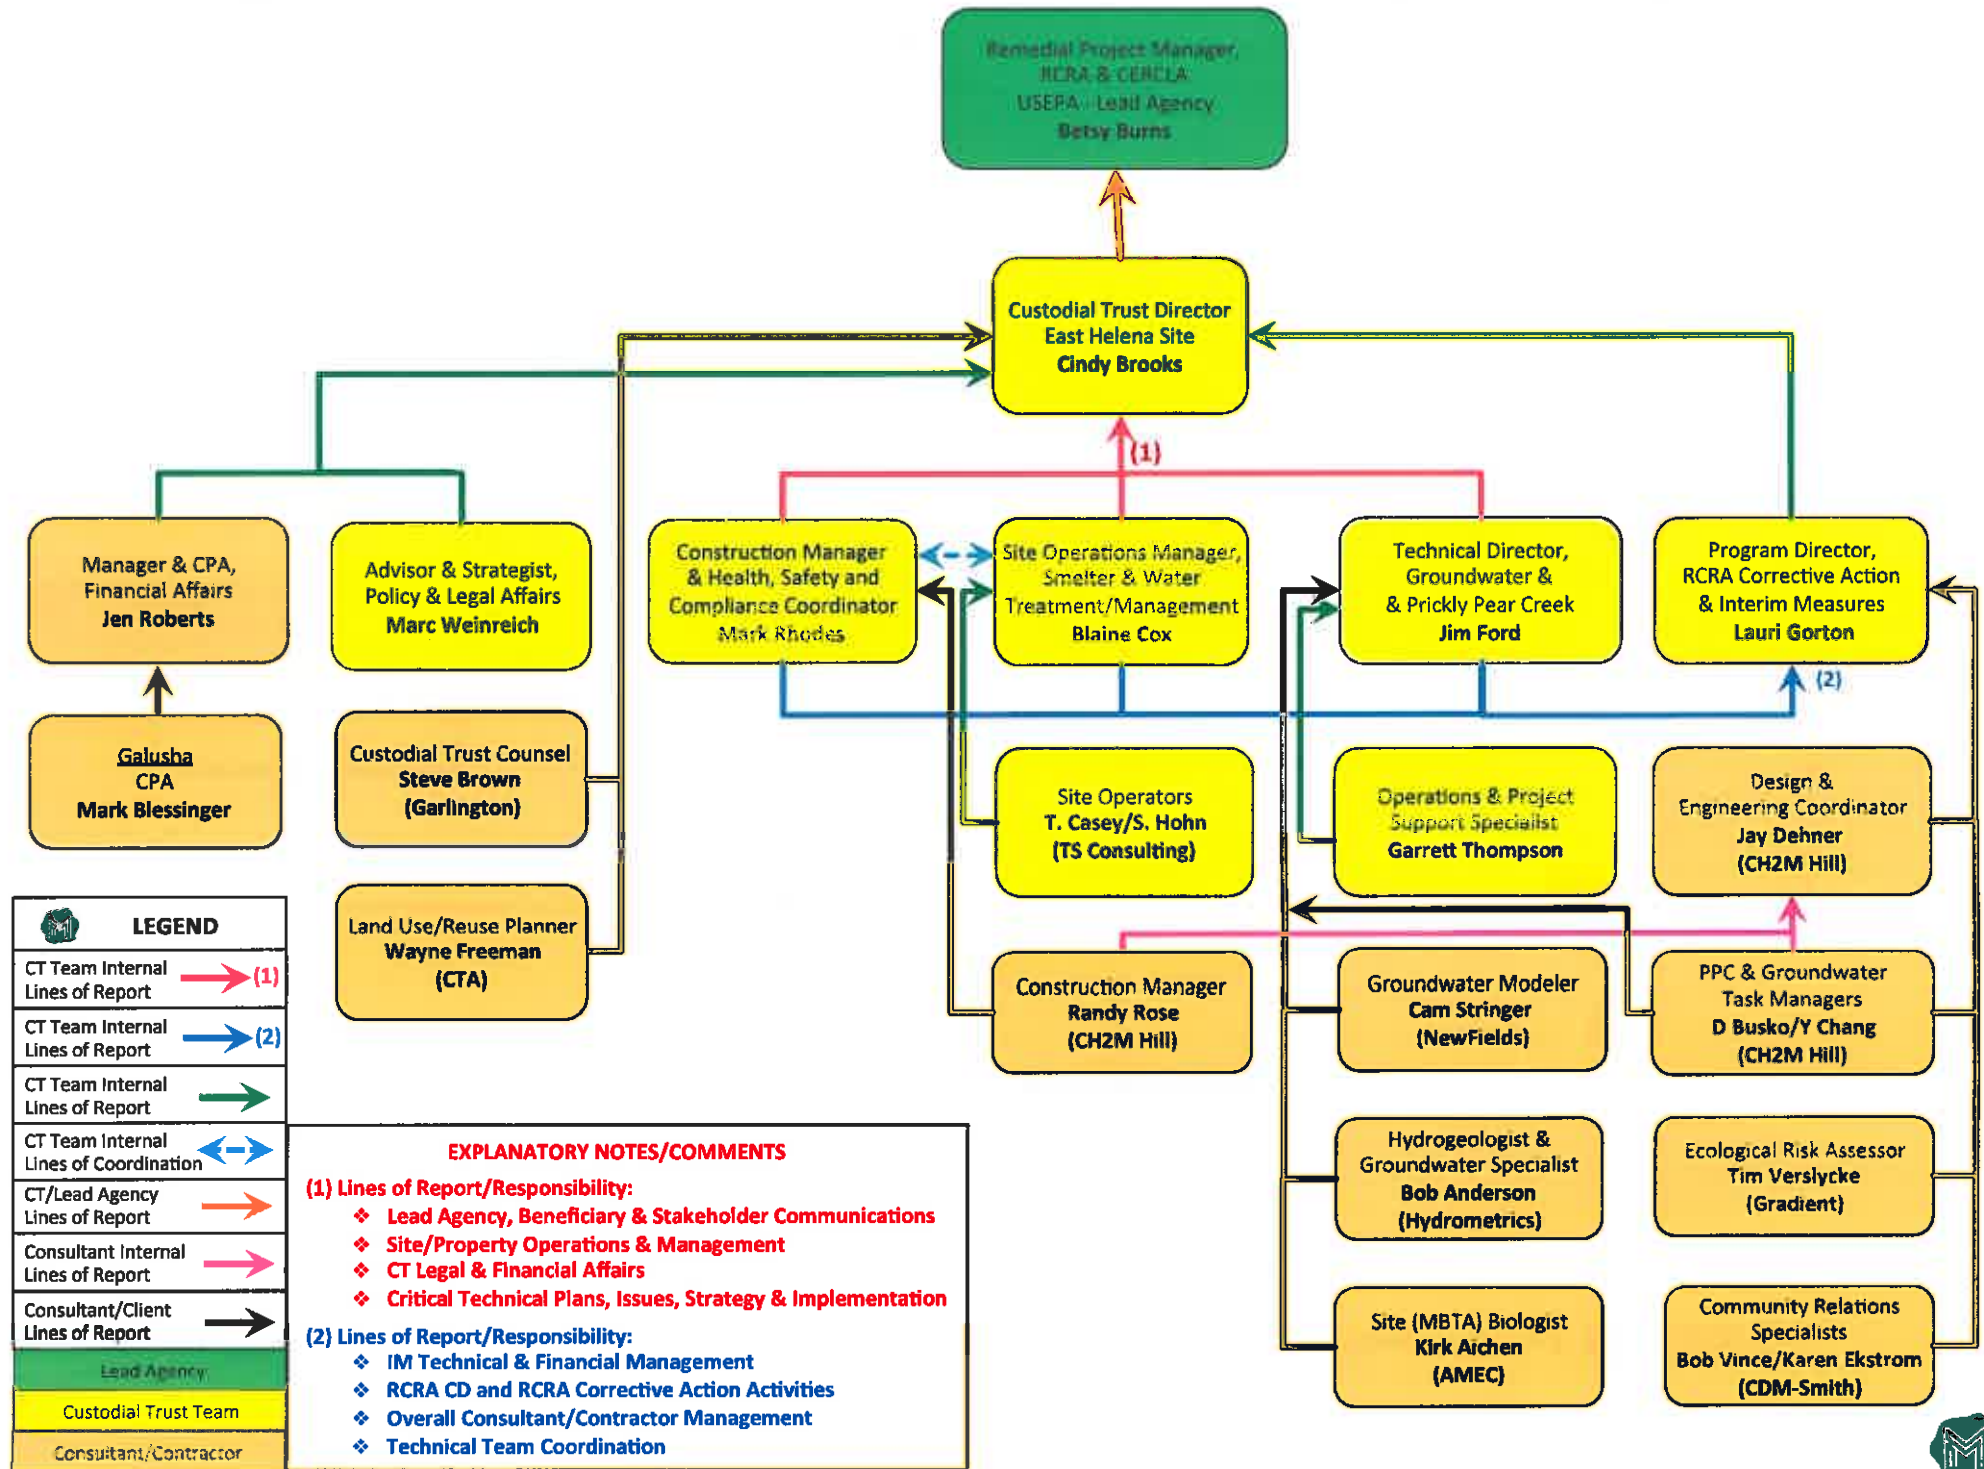 Remedial Project Manager,
RCRA & CERCLA
USEPA - Lead Agency
Betsy Burns
Custodial Trust Director
East Helena Site
Cindy Brooks
(1)
Manager & CPA,
Financial Affairs
Jen Roberts
Advisor & Strategist,
Policy & Legal Affairs
Marc Weinreich
Construction Manager
& Health, Safety and
Compliance Coordinator
Mark Rhodes
Site Operations Manager,
Smelter & Water
Treatment/Management
Blaine Cox
Technical Director,
Groundwater &
& Prickly Pear Creek
Jim Ford
Program Director,
RCRA Corrective Action
& Interim Measures
Lauri Gorton
(2)
Galusha
CPA
Mark Blessinger
Custodial Trust Counsel
Steve Brown
(Garlington)
Site Operators
T. Casey/S. Hohn
(TS Consulting)
Operations & Project
Support Specialist
Garrett Thompson
Design &
Engineering Coordinator
Jay Dehner
(CH2M Hill)
Land Use/Reuse Planner
Wayne Freeman
(CTA)
Construction Manager
Randy Rose
(CH2M Hill)
Groundwater Modeler
Cam Stringer
(NewFields)
PPC & Groundwater
Task Managers
D Busko/Y Chang
(CH2M Hill)
Hydrogeologist &
Groundwater Specialist
Bob Anderson
(Hydrometrics)
Ecological Risk Assessor
Tim Verslycke
(Gradient)
Site (MBTA) Biologist
Kirk Aichen
(AMEC)
Community Relations
Specialists
Bob Vince/Karen Ekstrom
(CDM-Smith)
LEGEND
CT Team Internal
Lines of Report (1)
CT Team Internal
Lines of Report (2)
CT Team Internal
Lines of Report
CT Team Internal
Lines of Coordination
CT/Lead Agency
Lines of Report
Consultant Internal
Lines of Report
Consultant/Client
Lines of Report
Lead Agency
Custodial Trust Team
Consultant/Contractor
EXPLANATORY NOTES/COMMENTS
(1) Lines of Report/Responsibility:
❖ Lead Agency, Beneficiary & Stakeholder Communications
❖ Site/Property Operations & Management
❖ CT Legal & Financial Affairs
❖ Critical Technical Plans, Issues, Strategy & Implementation
(2) Lines of Report/Responsibility:
❖ IM Technical & Financial Management
❖ RCRA CD and RCRA Corrective Action Activities
❖ Overall Consultant/Contractor Management
❖ Technical Team Coordination